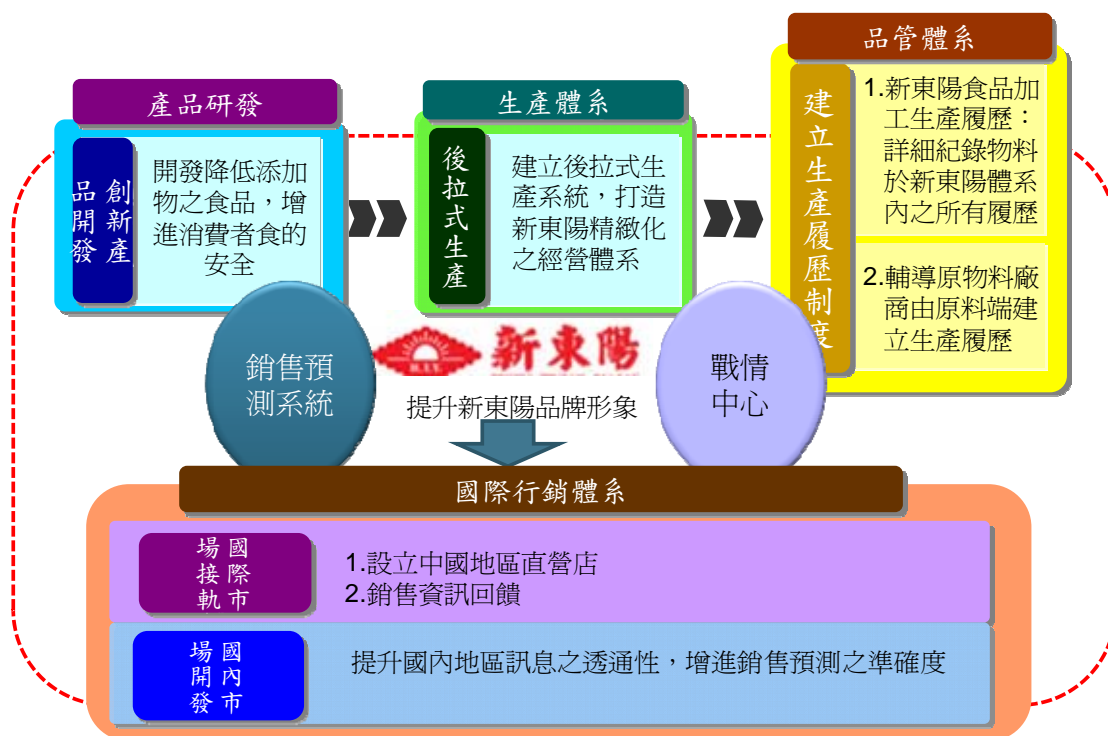 產品研發
創新產
品開發
開發降低添加
物之食品，增
進消費者食的
安全
生產體系
後拉式生產
建立後拉式生
產系統，打造
新東陽精緻化
之經營體系
品管體系
建立生產履歷制度
1.新東陽食品加
工生產履歷：
詳細紀錄物料
於新東陽體系
內之所有履歷
2.輔導原物料廠
商由原料端建
立生產履歷
銷售預
測系統
H.T.Y.
新東陽
提升新東陽品牌形象
戰情
中心
國際行銷體系
國際市
場接軌
1.設立中國地區直營店
2.銷售資訊回饋
國內市
場開發
提升國內地區訊息之透通性，增進銷售預測之準確度